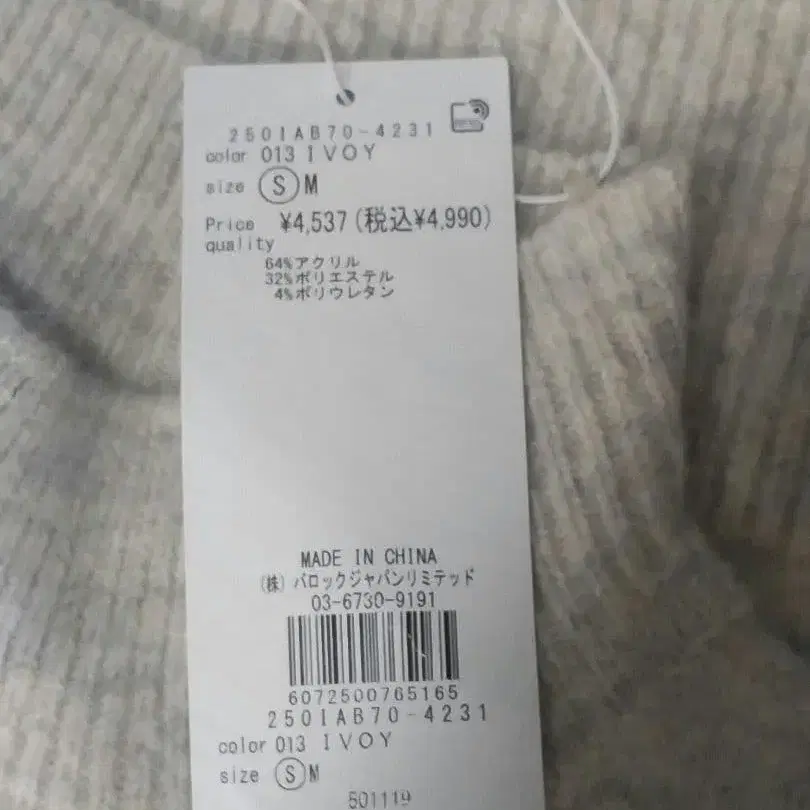 2501AB70-4231
color 013 IVOY
size S M
Price ¥4,537(税込¥4,990)
quality
64%アクリル
32%ポリエステル
4%ポリウレタン
MADE IN CHINA
(株)バロックジャパンリミテッド
03-6730-9191
6072500765165
2501AB70-4231
color 013 IVOY
size S M
501119